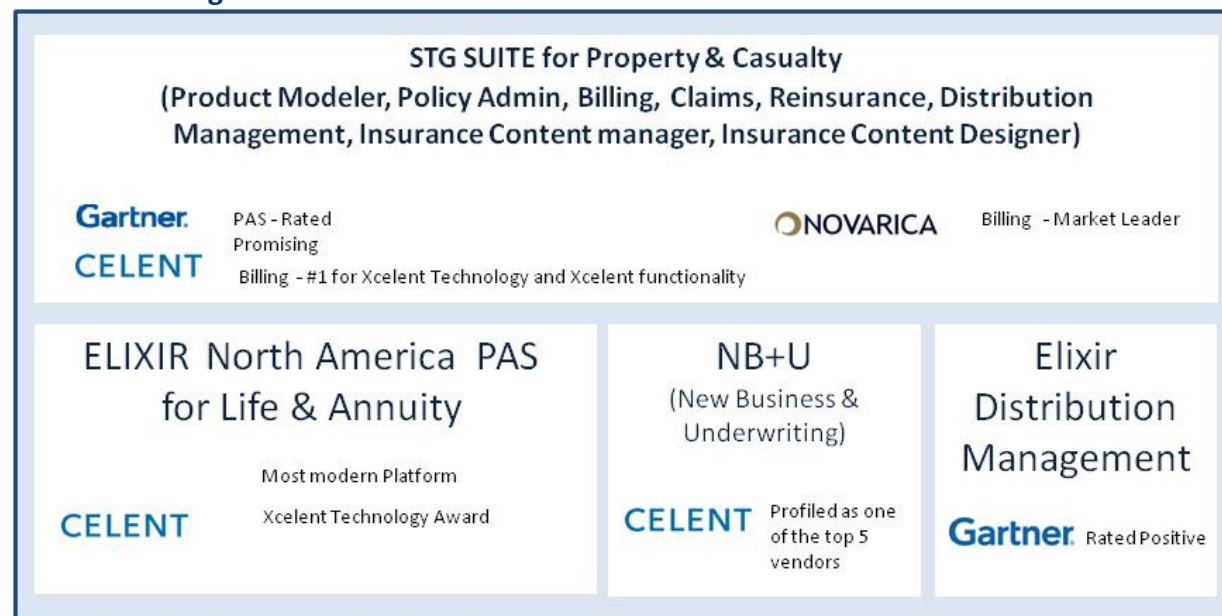 STG SUITE for Property & Casualty
(Product Modeler, Policy Admin, Billing, Claims, Reinsurance, Distribution
Management, Insurance Content manager, Insurance Content Designer)
Gartner.
PAS - Rated
Promising
CELENT
Billing - #1 for Xcelent Technology and Xcelent functionality
NOVARICA
Billing - Market Leader
ELIXIR North America PAS
for Life & Annuity
Most modern Platform
CELENT
Xcelent Technology Award
NB+U
(New Business &
Underwriting)
CELENT
Profiled as one
of the top 5
vendors
Elixir
Distribution
Management
Gartner.
Rated Positive